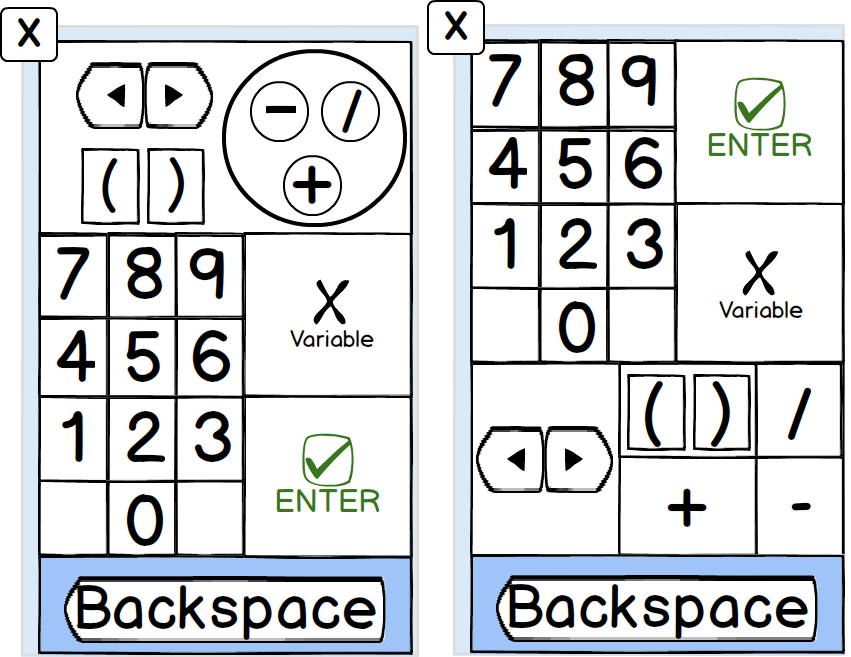 X
( )
- /
+
7 8 9
4 5 6
1 2 3
0
X
Variable
ENTER
Backspace
X
7 8 9
4 5 6
1 2 3
0
ENTER
X
Variable
( ) /
+ -
Backspace